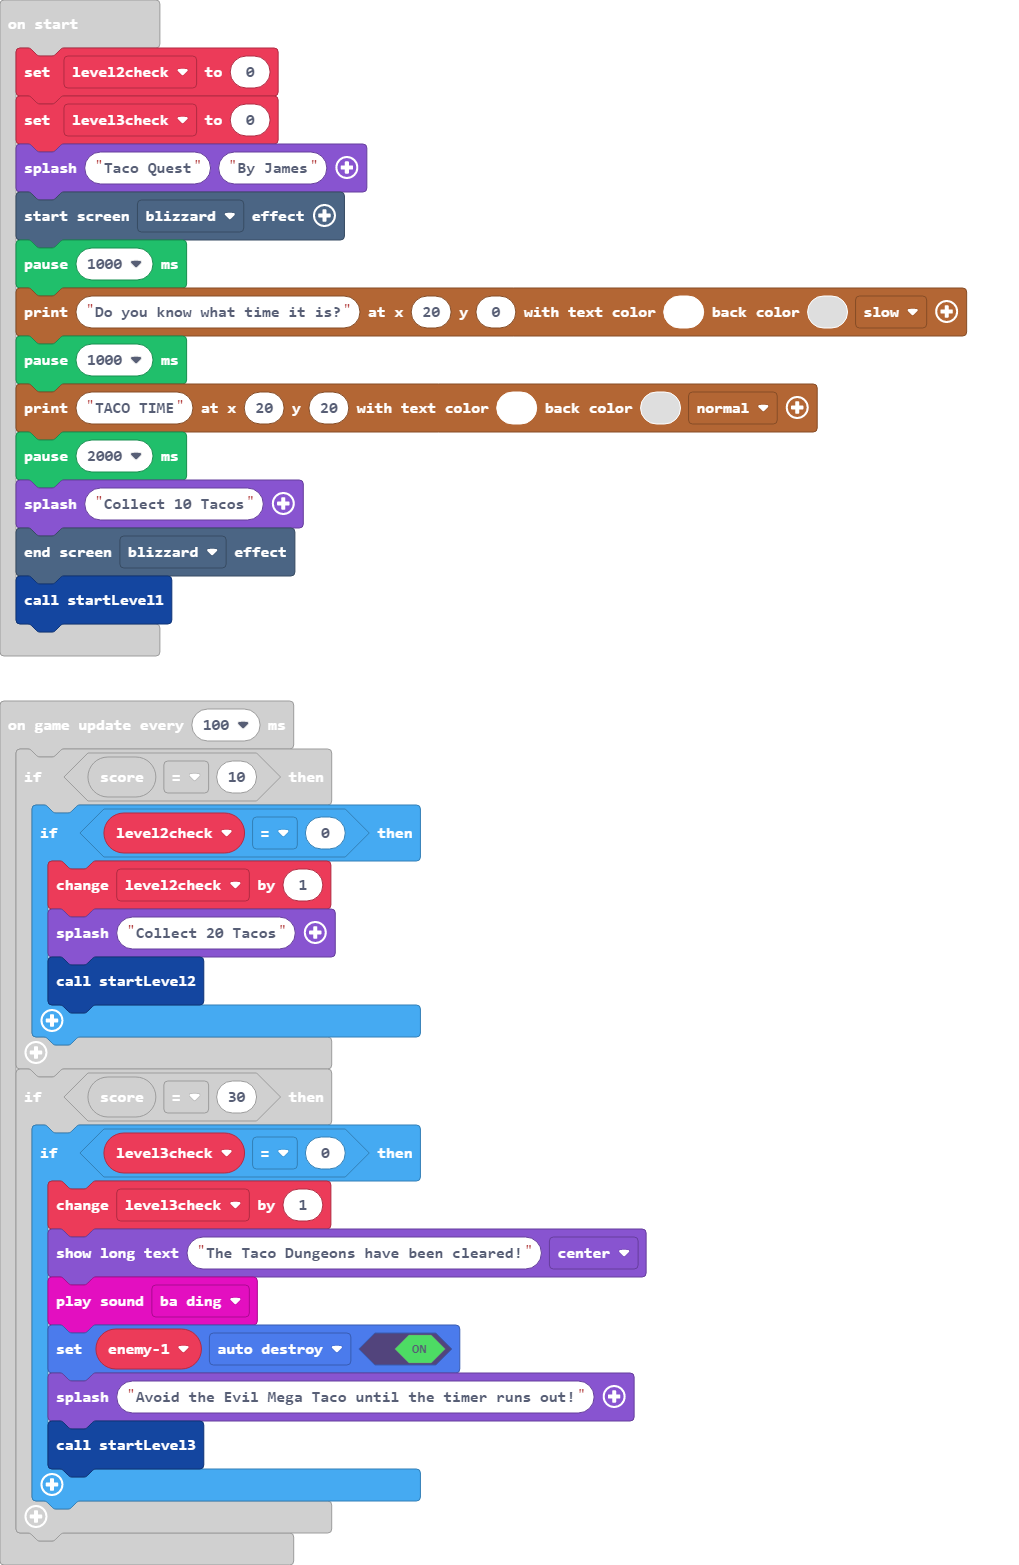 on start
set level2check to 0
set level3check to 0
splash "Taco Quest" "By James"
start screen blizzard effect
pause 1000 ms
print "Do you know what time it is?" at x 20 y 0 with text color back color slow
pause 1000 ms
print "TACO TIME" at x 20 y 20 with text color back color normal
pause 2000 ms
splash "Collect 10 Tacos"
end screen blizzard effect
call startLevel1
on game update every 100 ms
if score = 10 then
if level2check = 0 then
change level2check by 1
splash "Collect 20 Tacos"
call startLevel2
if score = 30 then
if level3check = 0 then
change level3check by 1
show long text "The Taco Dungeons have been cleared!" center
play sound ba ding
set enemy-1 auto destroy ON
splash "Avoid the Evil Mega Taco until the timer runs out!"
call startLevel3